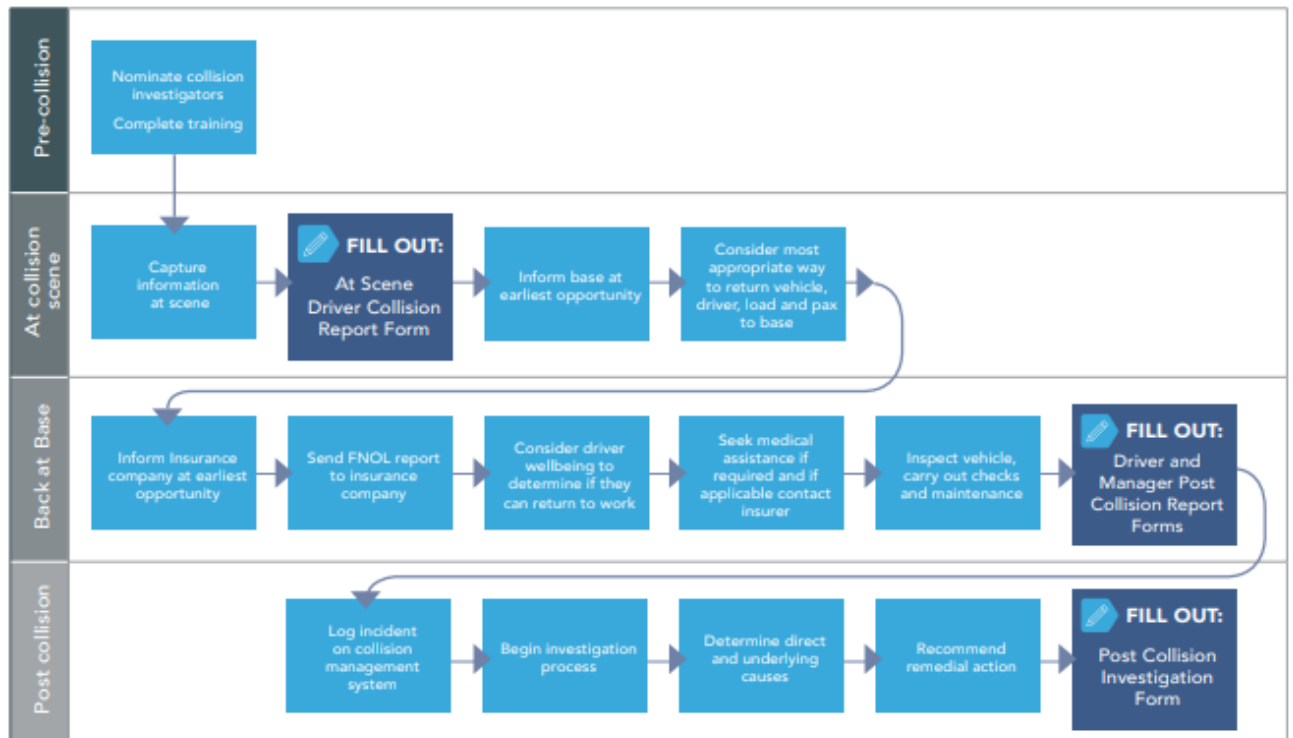 Pre-collision
Nominate collision
investigators
Complete training
At collision
scene
Capture
information
at scene
FILL OUT:
At Scene
Driver Collision
Report Form
Inform base at
earliest opportunity
Consider most
appropriate way
to return vehicle,
driver, load and pax
to base
Back at Base
Inform Insurance
company at earliest
opportunity
Send FNOL report
to insurance
company
Consider driver
wellbeing to
determine if they
can return to work
Seek medical
assistance if
required and if
applicable contact
insurer
Inspect vehicle,
carry out checks
and maintenance
FILL OUT:
Driver and
Manager Post
Collision Report
Forms
Post collision
Log incident
on collision
management
system
Begin investigation
process
Determine direct
and underlying
causes
Recommend
remedial action
FILL OUT:
Post Collision
Investigation
Form